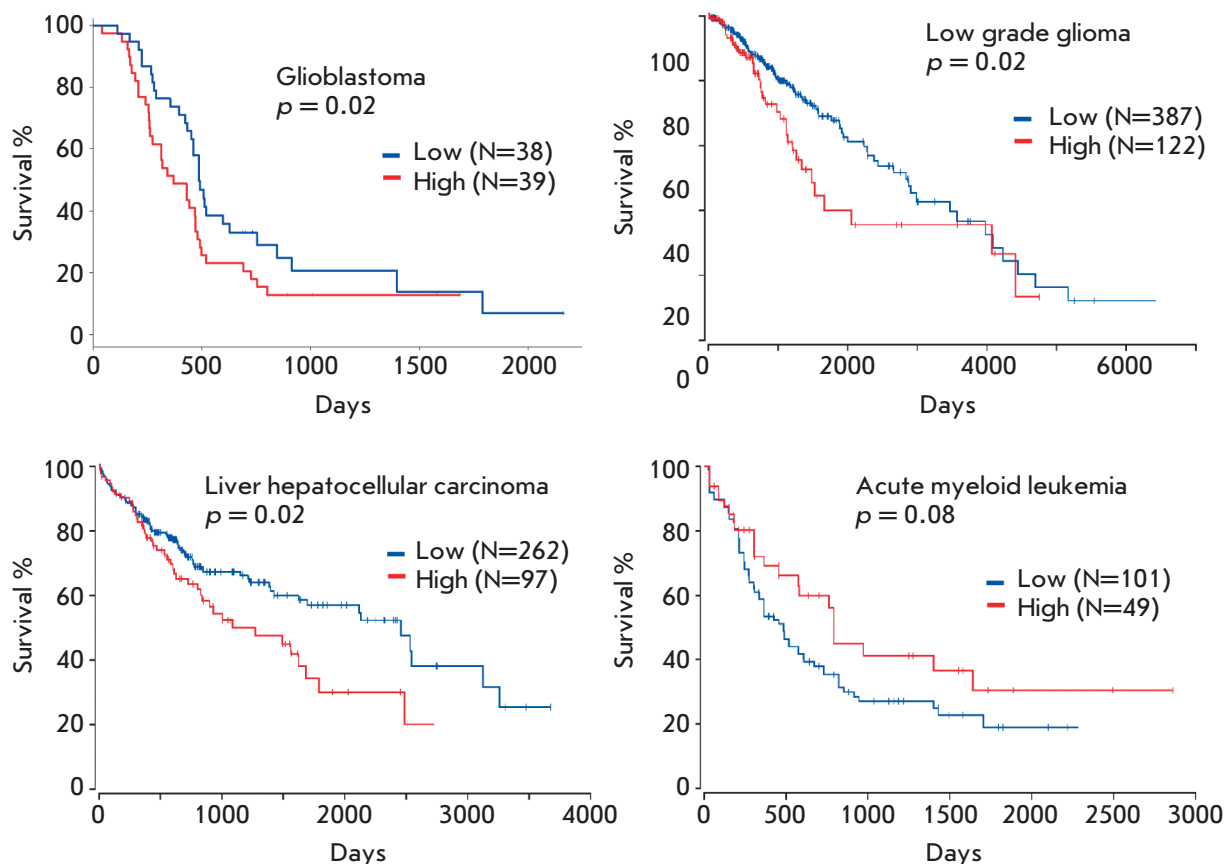 100
80
60
40
20
0
Survival %
Glioblastoma
p = 0.02
Low (N=38)
High (N=39)
0 500 1000 1500 2000
Days
100
80
60
40
20
0
Survival %
Low grade glioma
p = 0.02
Low (N=387)
High (N=122)
0 2000 4000 6000
Days
100
80
60
40
20
0
Survival %
Liver hepatocellular carcinoma
p = 0.02
Low (N=262)
High (N=97)
0 1000 2000 3000 4000
Days
100
80
60
40
20
0
Survival %
Acute myeloid leukemia
p = 0.08
Low (N=101)
High (N=49)
0 500 1000 1500 2000 2500 3000
Days